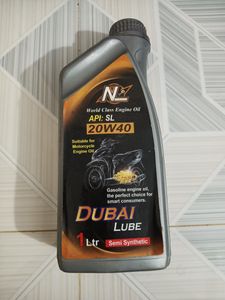 NL
World Class Engine Oil
API: SL
20W40
Suitable for
Motorcycle
Engine Oil
Gasoline engine oil,
the perfect choice for
smart consumers.
DUBAI
LUBE
1 Ltr
Semi Synthetic